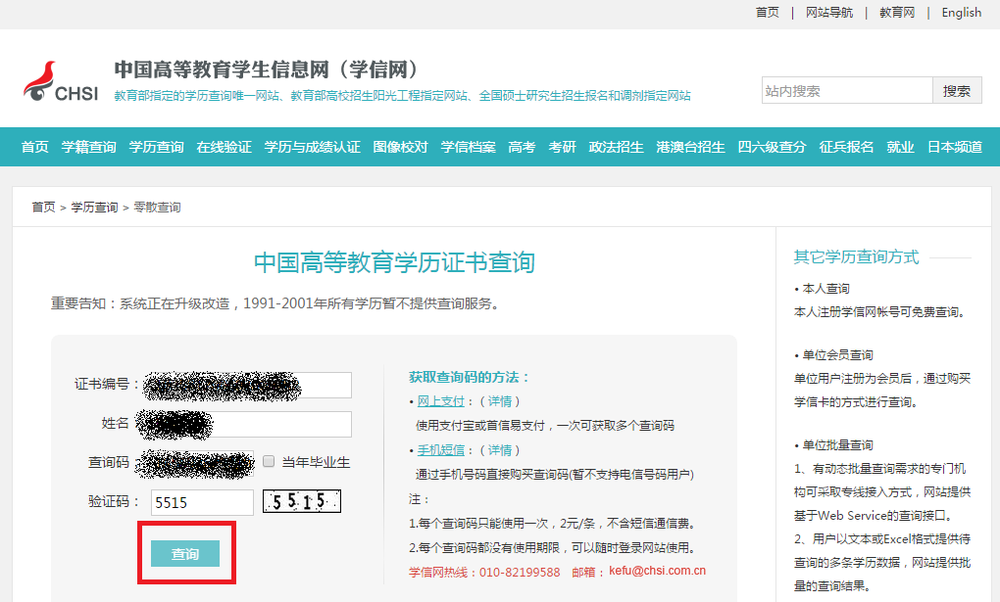 首页 | 网站导航 | 教育网 | English
CHSI
中国高等教育学生信息网（学信网）
教育部指定的学历查询唯一网站、教育部高校招生阳光工程指定网站、全国硕士研究生招生报名和调剂指定网站
站内搜索 搜索
首页 学籍查询 学历查询 在线验证 学历与成绩认证 图像校对 学信档案 高考 考研 政法招生 港澳台招生 四六级查分 征兵报名 就业 日本频道
首页 > 学历查询 > 零散查询
中国高等教育学历证书查询
重要告知：系统正在升级改造，1991-2001年所有学历暂不提供查询服务。
证书编号：
姓名
查询码 当年毕业生
验证码： 5515 5515
查询
获取查询码的方法：
• 网上支付：（详情）
使用支付宝或首信易支付，一次可获取多个查询码
• 手机短信：（详情）
通过手机号码直接购买查询码(暂不支持电信号码用户)
注：
1.每个查询码只能使用一次，2元/条，不含短信通信费。
2.每个查询码都没有使用期限，可以随时登录网站使用。
学信网热线：010-82199588 邮箱：kefu@chsi.com.cn
其它学历查询方式
• 本人查询
本人注册学信网帐号可免费查询。
• 单位会员查询
单位用户注册为会员后，通过购买
学信卡的方式进行查询。
• 单位批量查询
1、有动态批量查询需求的专门机
构可采取专线接入方式，网站提供
基于Web Service的查询接口。
2、用户以文本或Excel格式提供待
查询的多条学历数据，网站提供批
量的查询结果。